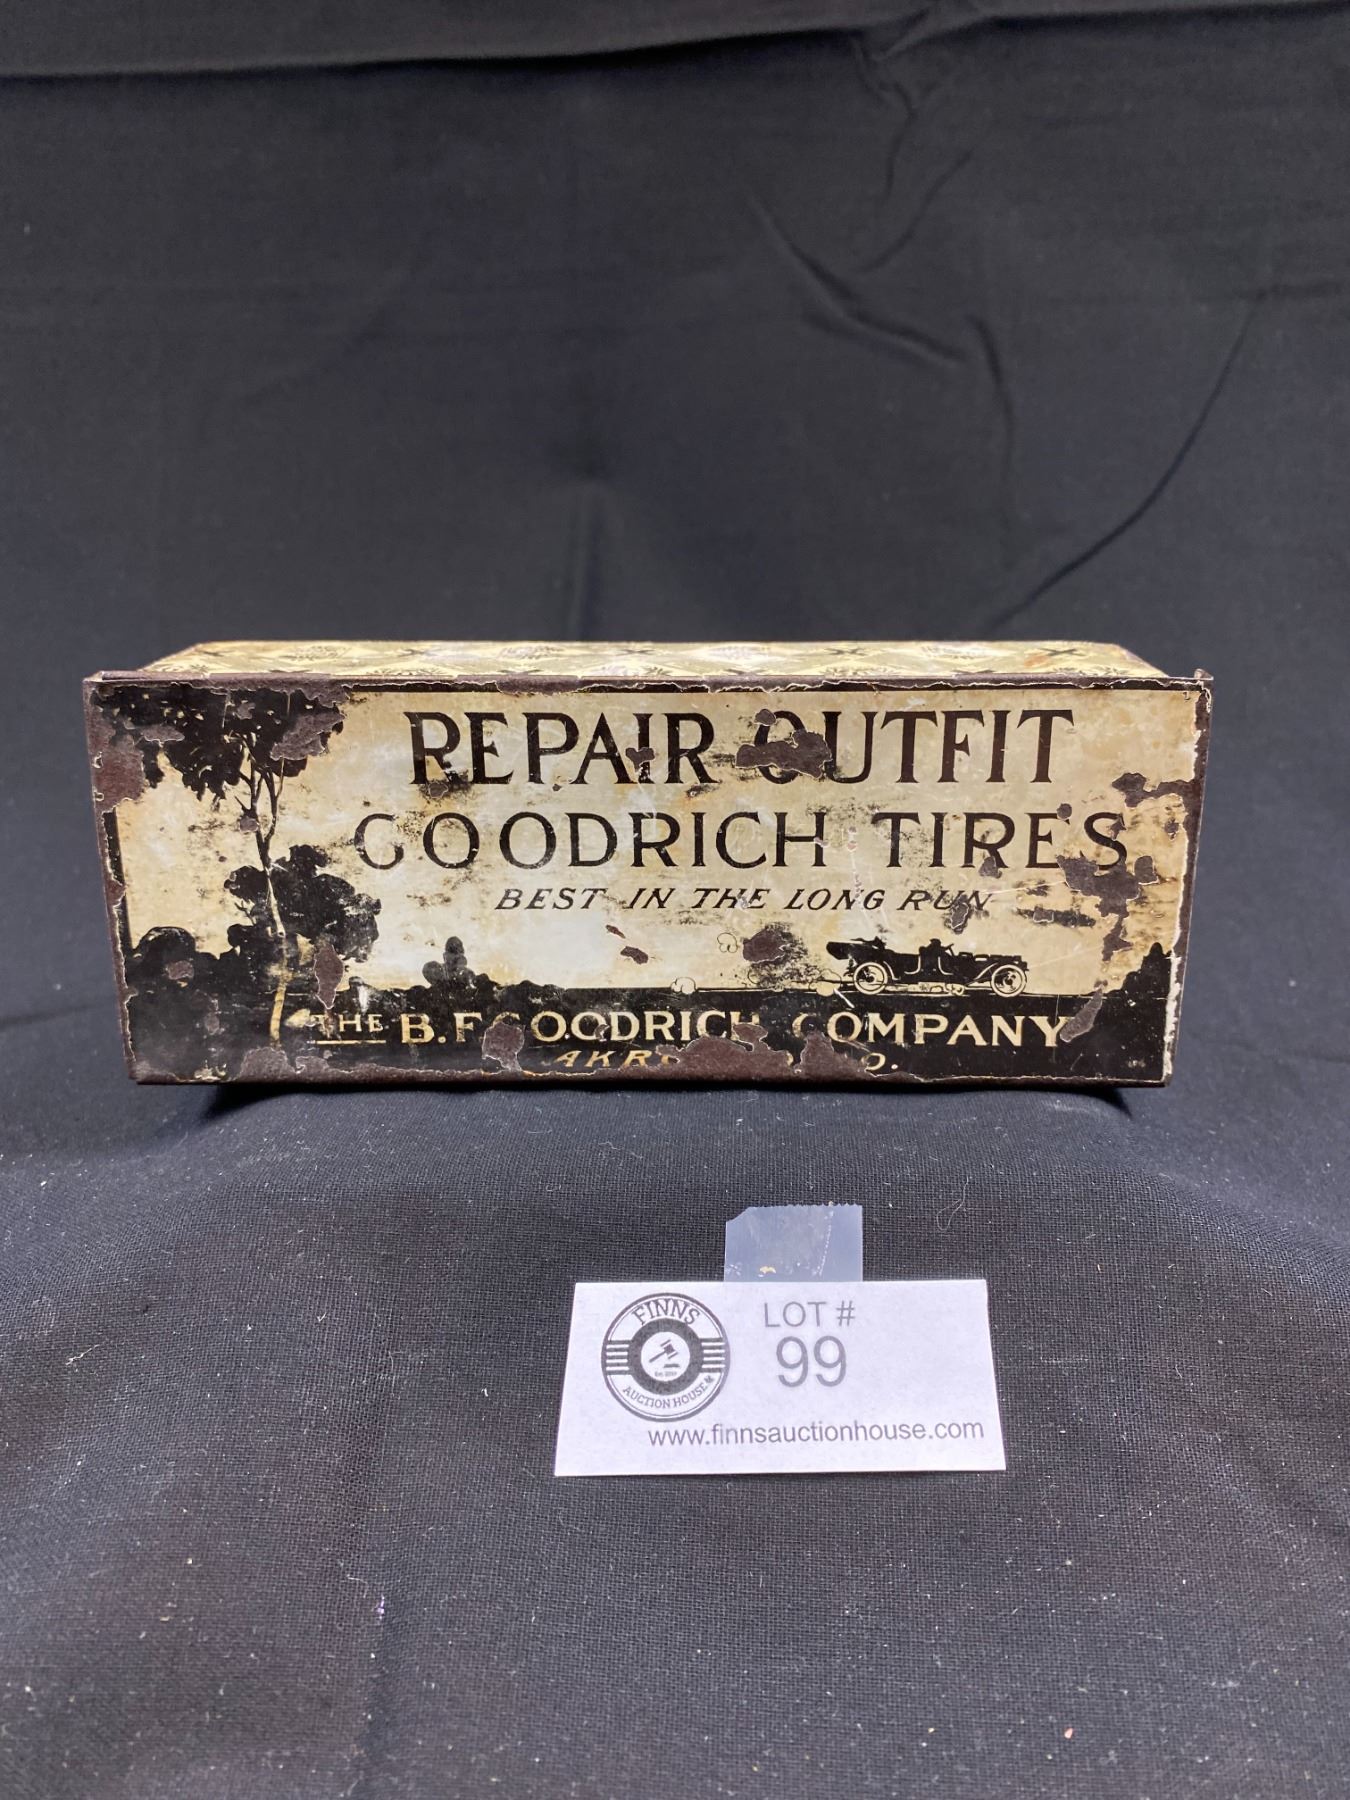 REPAIR OUTFIT
GOODRICH TIRES
BEST IN THE LONG RUN
THE B.F. GOODRICH COMPANY
FINNS
AUCTION HOUSE
LOT #
99
www.finnsauctionhouse.com